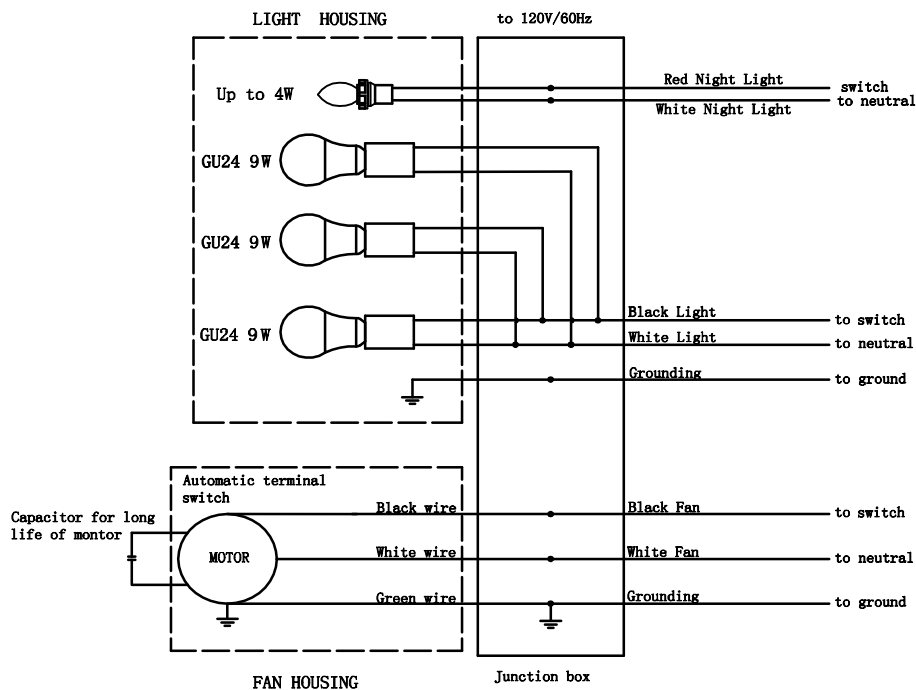 LIGHT HOUSING
to 120V/60Hz
Up to 4W
Red Night Light
switch
White Night Light
to neutral
GU24 9W
GU24 9W
GU24 9W
Black Light
to switch
White Light
to neutral
Grounding
to ground
Automatic terminal
switch
Capacitor for long
life of montor
MOTOR
Black wire
Black Fan
to switch
White wire
White Fan
to neutral
Green wire
Grounding
to ground
FAN HOUSING
Junction box